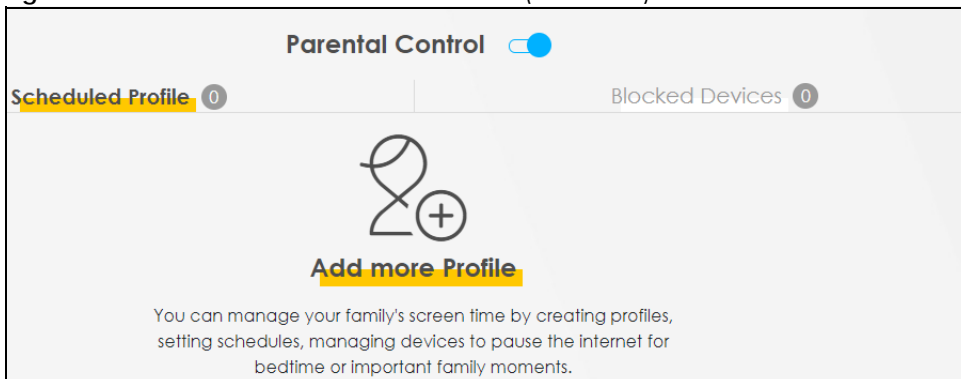 Parental Control
Scheduled Profile 0
Blocked Devices 0
Add more Profile
You can manage your family's screen time by creating profiles,
setting schedules, managing devices to pause the internet for
bedtime or important family moments.